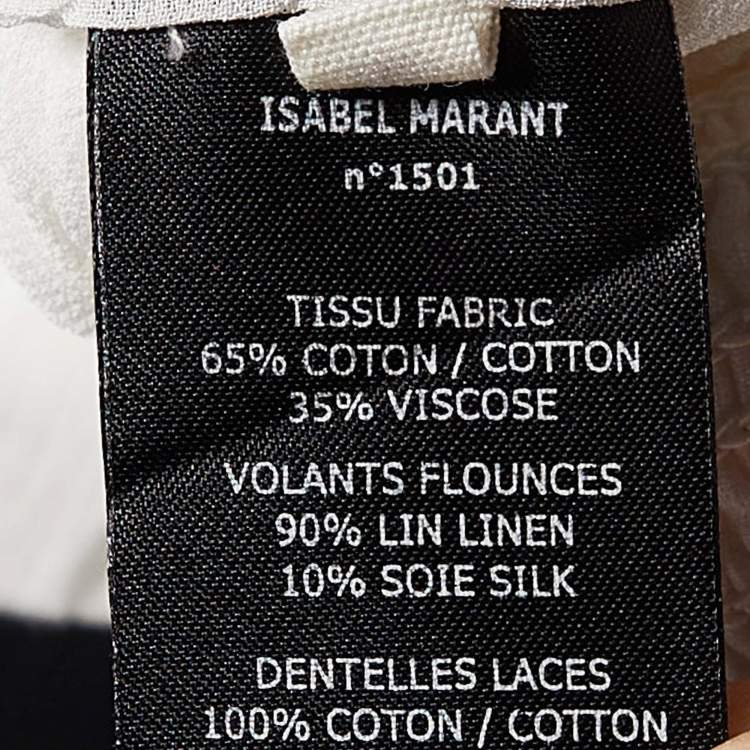 ISABEL MARANT
n°1501
TISSU FABRIC
65% COTON / COTTON
35% VISCOSE
VOLANTS FLOUNCES
90% LIN LINEN
10% SOIE SILK
DENTELLES LACES
100% COTON / COTTON